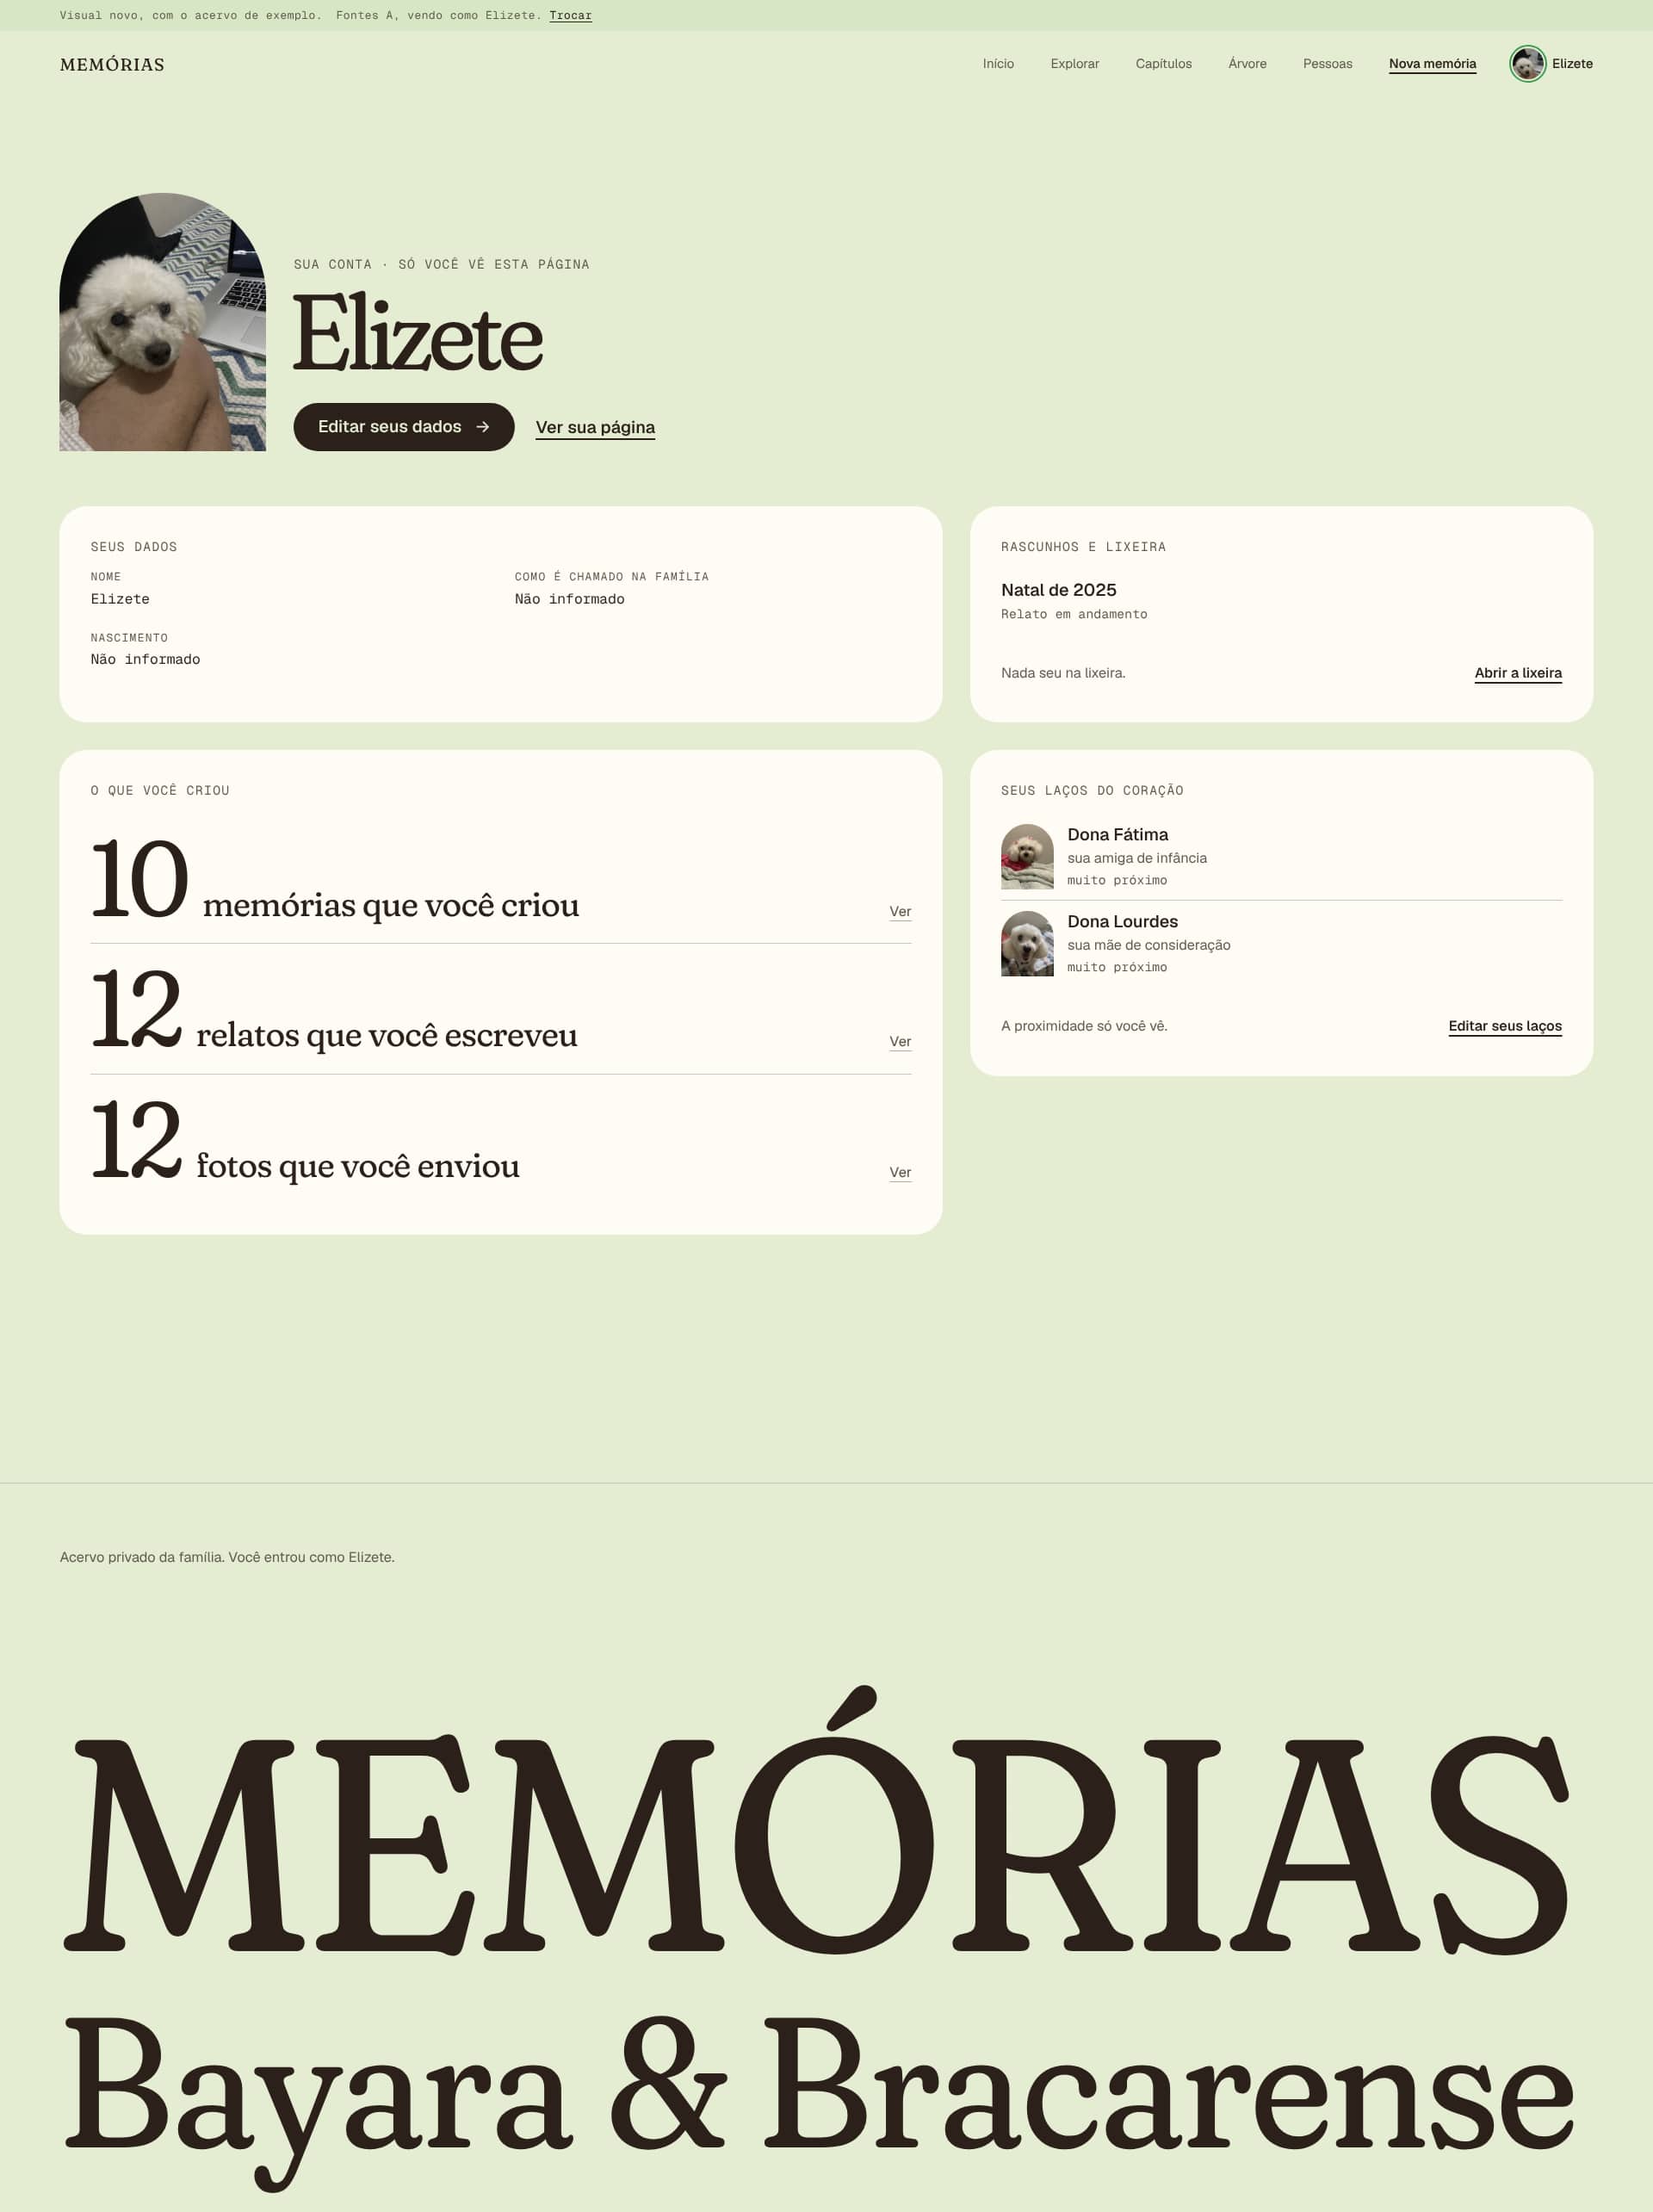 Visual novo, com o acervo de exemplo. Fontes A, vendo como Elizete. Trocar
MEMÓRIAS
Início Explorar Capítulos Árvore Pessoas Nova memória Elizete
SUA CONTA · SÓ VOCÊ VÊ ESTA PÁGINA
Elizete
Editar seus dados → Ver sua página
SEUS DADOS
NOME
Elizete
COMO É CHAMADO NA FAMÍLIA
Não informado
NASCIMENTO
Não informado
RASCUNHOS E LIXEIRA
Natal de 2025
Relato em andamento
Nada seu na lixeira. Abrir a lixeira
O QUE VOCÊ CRIOU
10 memórias que você criou Ver
12 relatos que você escreveu Ver
12 fotos que você enviou Ver
SEUS LAÇOS DO CORAÇÃO
Dona Fátima
sua amiga de infância
muito próximo
Dona Lourdes
sua mãe de consideração
muito próximo
A proximidade só você vê. Editar seus laços
Acervo privado da família. Você entrou como Elizete.
MEMÓRIAS
Bayara & Bracarense